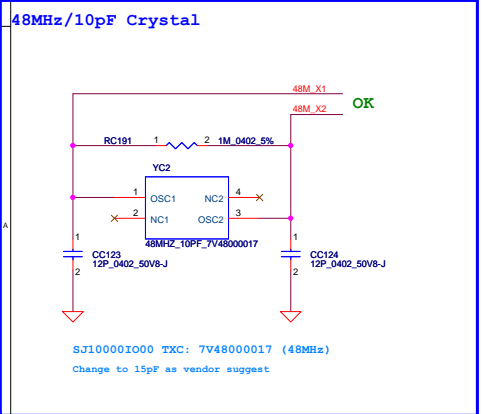 48MHz/10pF Crystal
48M_X1
48M_X2
OK
RC191 1 2 1M_0402_5%
YC2
1 OSC1 NC2 4
2 NC1 OSC2 3
48MHZ_10PF_7V48000017
1 1
CC123 CC124
12P_0402_50V8-J 12P_0402_50V8-J
2 2
A
SJ10000IO00 TXC: 7V48000017 (48MHz)
Change to 15pF as vendor suggest